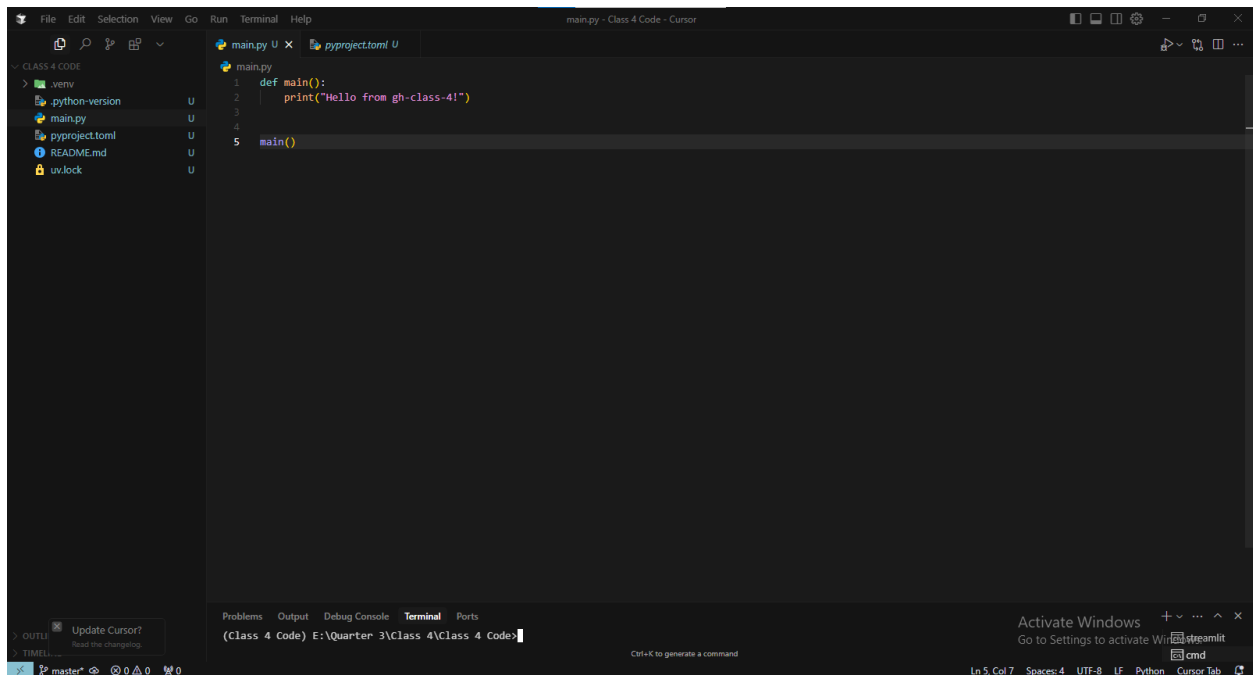 File Edit Selection View Go Run Terminal Help
main.py - Class 4 Code - Cursor
main.py U
pyproject.toml U
CLASS 4 CODE
.venv
.python-version U
main.py U
pyproject.toml U
README.md U
uv.lock U
main.py
1 def main():
2 print("Hello from gh-class-4!")
3
4
5 main()
Problems Output Debug Console Terminal Ports
(Class 4 Code) E:\Quarter 3\Class 4\Class 4 Code>
Ctrl+K to generate a command
Activate Windows
Go to Settings to activate
streamlit
cmd
Update Cursor?
Read the changelog.
master* 0 0 0
Ln 5, Col 7 Spaces: 4 UTF-8 LF Python Cursor Tab